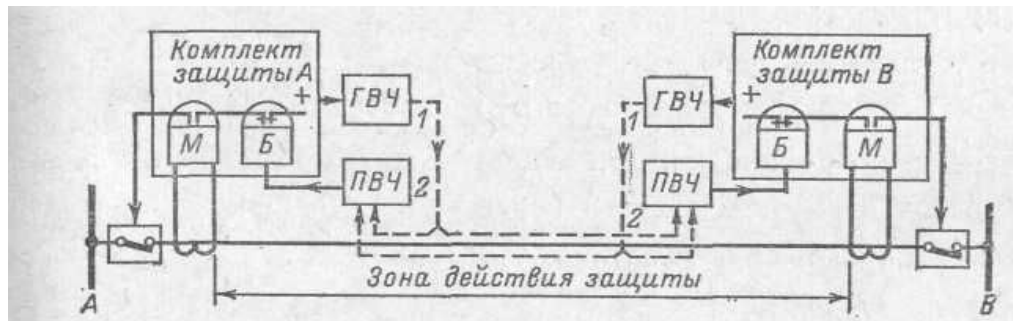 Комплект
защиты А
+
ГВЧ
1
М
Б
ПВЧ
2
Комплект
защиты В
+
ГВЧ
1
ПВЧ
2
Б
М
Зона действия защиты
А
В